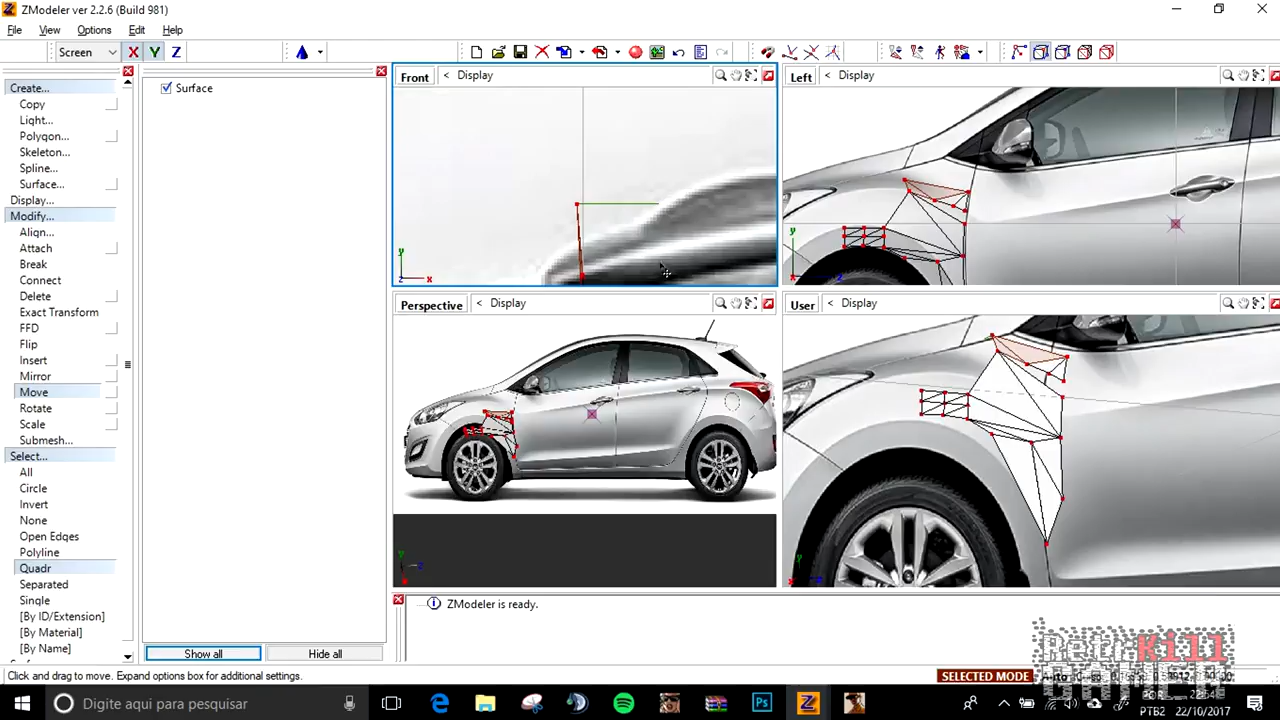 ZModeler ver 2.2.6 (Build 981)
File View Options Edit Help
Screen X Y Z
Create...
Copy
Light...
Polygon...
Skeleton...
Spline...
Surface...
Display...
Modify...
Align...
Attach
Break
Connect
Delete
Exact Transform
FFD
Flip
Insert
Mirror
Move
Rotate
Scale
Submesh...
Select...
All
Circle
Invert
None
Open Edges
Polyline
Quadr
Separated
Single
[By ID/Extension]
[By Material]
[By Name]
Surface
Show all Hide all
Front < Display
y x z
Left < Display
y
Perspective < Display
User < Display
ZModeler is ready.
Click and drag to move. Expand options box for additional settings.
SELECTED MODE
RetrKill
GAMER
Digite aqui para pesquisar
PTB2 22/10/2017